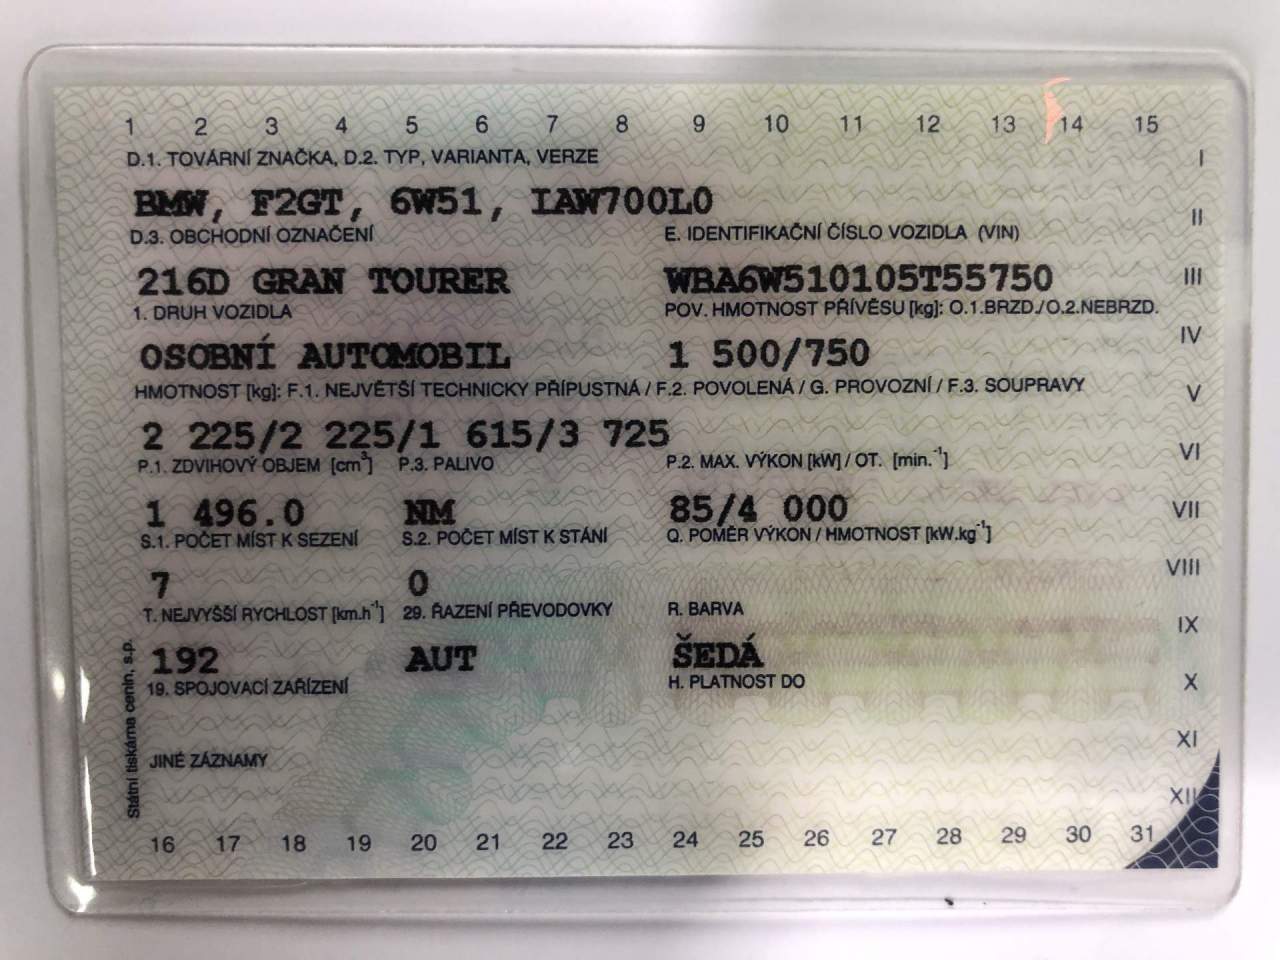 1 2 3 4 5 6 7 8 9 10 11 12 13 14 15
D.1. TOVÁRNÍ ZNAČKA, D.2. TYP, VARIANTA, VERZE
I
BMW, F2GT, 6W51, IAW700L0
II
D.3. OBCHODNÍ OZNAČENÍ E. IDENTIFIKAČNÍ ČÍSLO VOZIDLA (VIN)
216D GRAN TOURER WBA6W510105T55750
III
1. DRUH VOZIDLA POV. HMOTNOST PŘÍVĚSU [kg]: O.1.BRZD./O.2.NEBRZD.
IV
OSOBNÍ AUTOMOBIL 1 500/750
HMOTNOST [kg]: F.1. NEJVĚTŠÍ TECHNICKY PŘÍPUSTNÁ / F.2. POVOLENÁ / G. PROVOZNÍ / F.3. SOUPRAVY
V
2 225/2 225/1 615/3 725
VI
P.1. ZDVIHOVÝ OBJEM [cm³] P.3. PALIVO P.2. MAX. VÝKON [kW] / OT. [min.⁻¹]
1 496.0 NM 85/4 000
VII
S.1. POČET MÍST K SEZENÍ S.2. POČET MÍST K STÁNÍ Q. POMĚR VÝKON / HMOTNOST [kW.kg⁻¹]
VIII
7 0
T. NEJVYŠŠÍ RYCHLOST [km.h⁻¹] 29. ŘAZENÍ PŘEVODOVKY R. BARVA
IX
192 AUT ŠEDÁ
19. SPOJOVACÍ ZAŘÍZENÍ H. PLATNOST DO
X
XI
JINÉ ZÁZNAMY
XII
Státní tiskárna cenin, s.p.
16 17 18 19 20 21 22 23 24 25 26 27 28 29 30 31